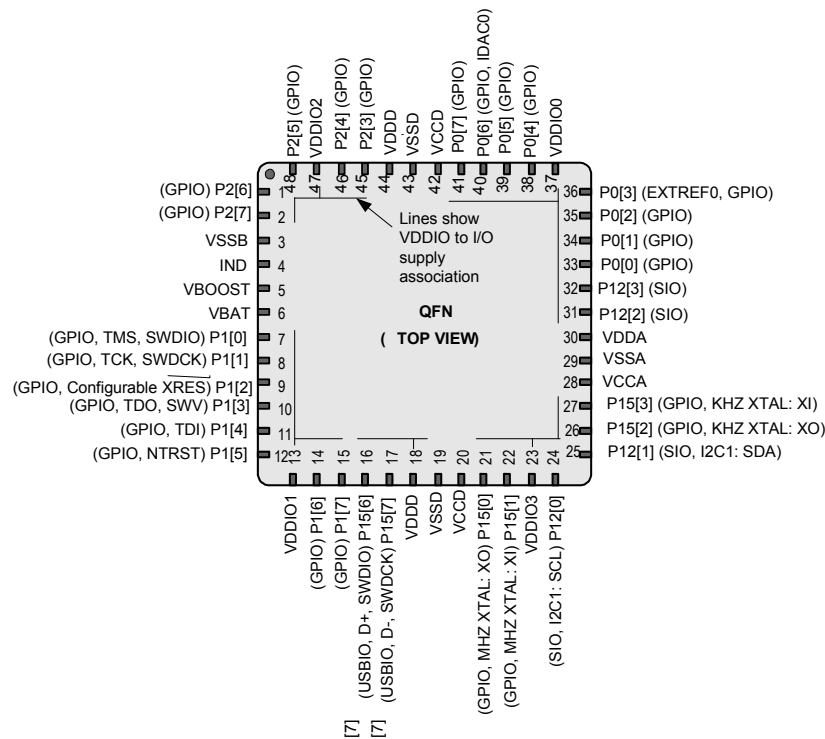 P2[5] (GPIO)
VDDIO2
P2[4] (GPIO)
P2[3] (GPIO)
VDDD
VSSD
VCCD
P0[7] (GPIO)
P0[6] (GPIO, IDAC0)
P0[5] (GPIO)
P0[4] (GPIO)
VDDIO0
48
47
46
45
44
43
42
41
40
39
38
37
(GPIO) P2[6] 1
(GPIO) P2[7] 2
VSSB 3
IND 4
VBOOST 5
VBAT 6
(GPIO, TMS, SWDIO) P1[0] 7
(GPIO, TCK, SWDCK) P1[1] 8
(GPIO, Configurable XRES) P1[2] 9
(GPIO, TDO, SWV) P1[3] 10
(GPIO, TDI) P1[4] 11
(GPIO, NTRST) P1[5] 12
Lines show
VDDIO to I/O
supply
association
QFN
( TOP VIEW)
36 P0[3] (EXTREF0, GPIO)
35 P0[2] (GPIO)
34 P0[1] (GPIO)
33 P0[0] (GPIO)
32 P12[3] (SIO)
31 P12[2] (SIO)
30 VDDA
29 VSSA
28 VCCA
27 P15[3] (GPIO, KHZ XTAL: XI)
26 P15[2] (GPIO, KHZ XTAL: XO)
25 P12[1] (SIO, I2C1: SDA)
13
14
15
16
17
18
19
20
21
22
23
24
VDDIO1
(GPIO) P1[6]
(GPIO) P1[7]
(USBIO, D+, SWDIO) P15[6]
(USBIO, D-, SWDCK) P15[7]
VDDD
VSSD
VCCD
(GPIO, MHZ XTAL: XO) P15[0]
(GPIO, MHZ XTAL: XI) P15[1]
VDDIO3
(SIO, I2C1: SCL) P12[0]
[7]
[7]